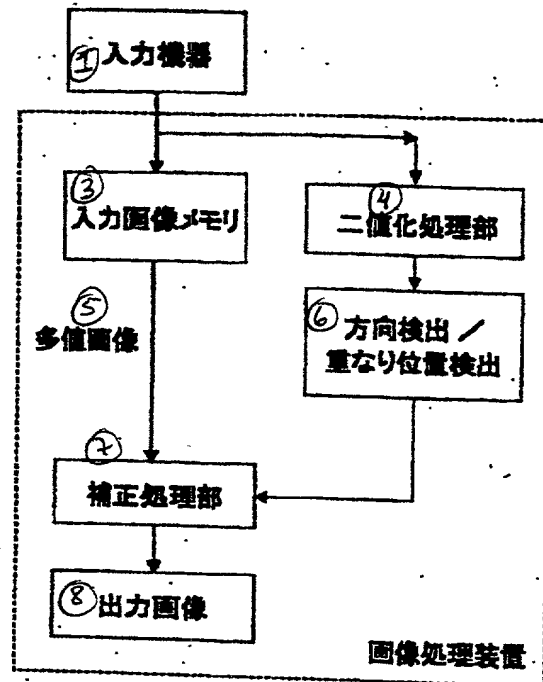 ① 入力機器
③
入力画像メモリ
④
二値化処理部
⑤
多値画像
⑥ 方向検出／
重なり位置検出
⑦
補正処理部
⑧ 出力画像
画像処理装置